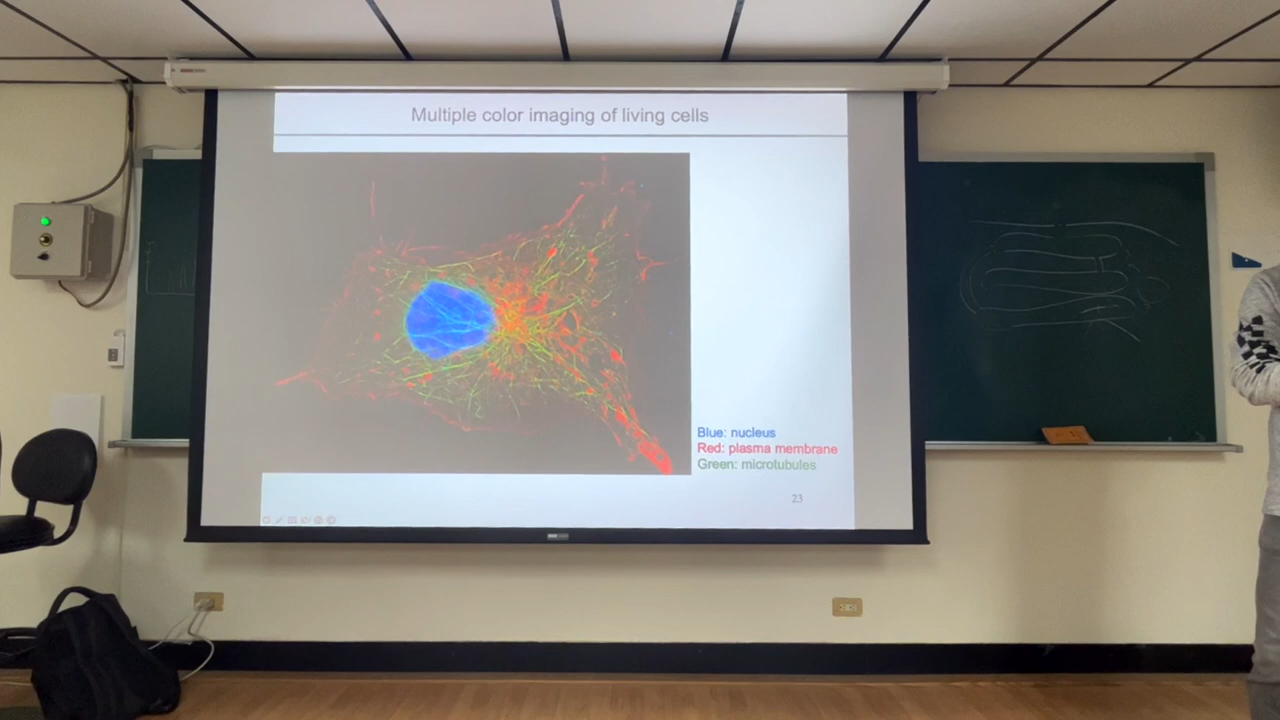 Multiple color imaging of living cells
Blue: nucleus
Red: plasma membrane
Green: microtubules
23